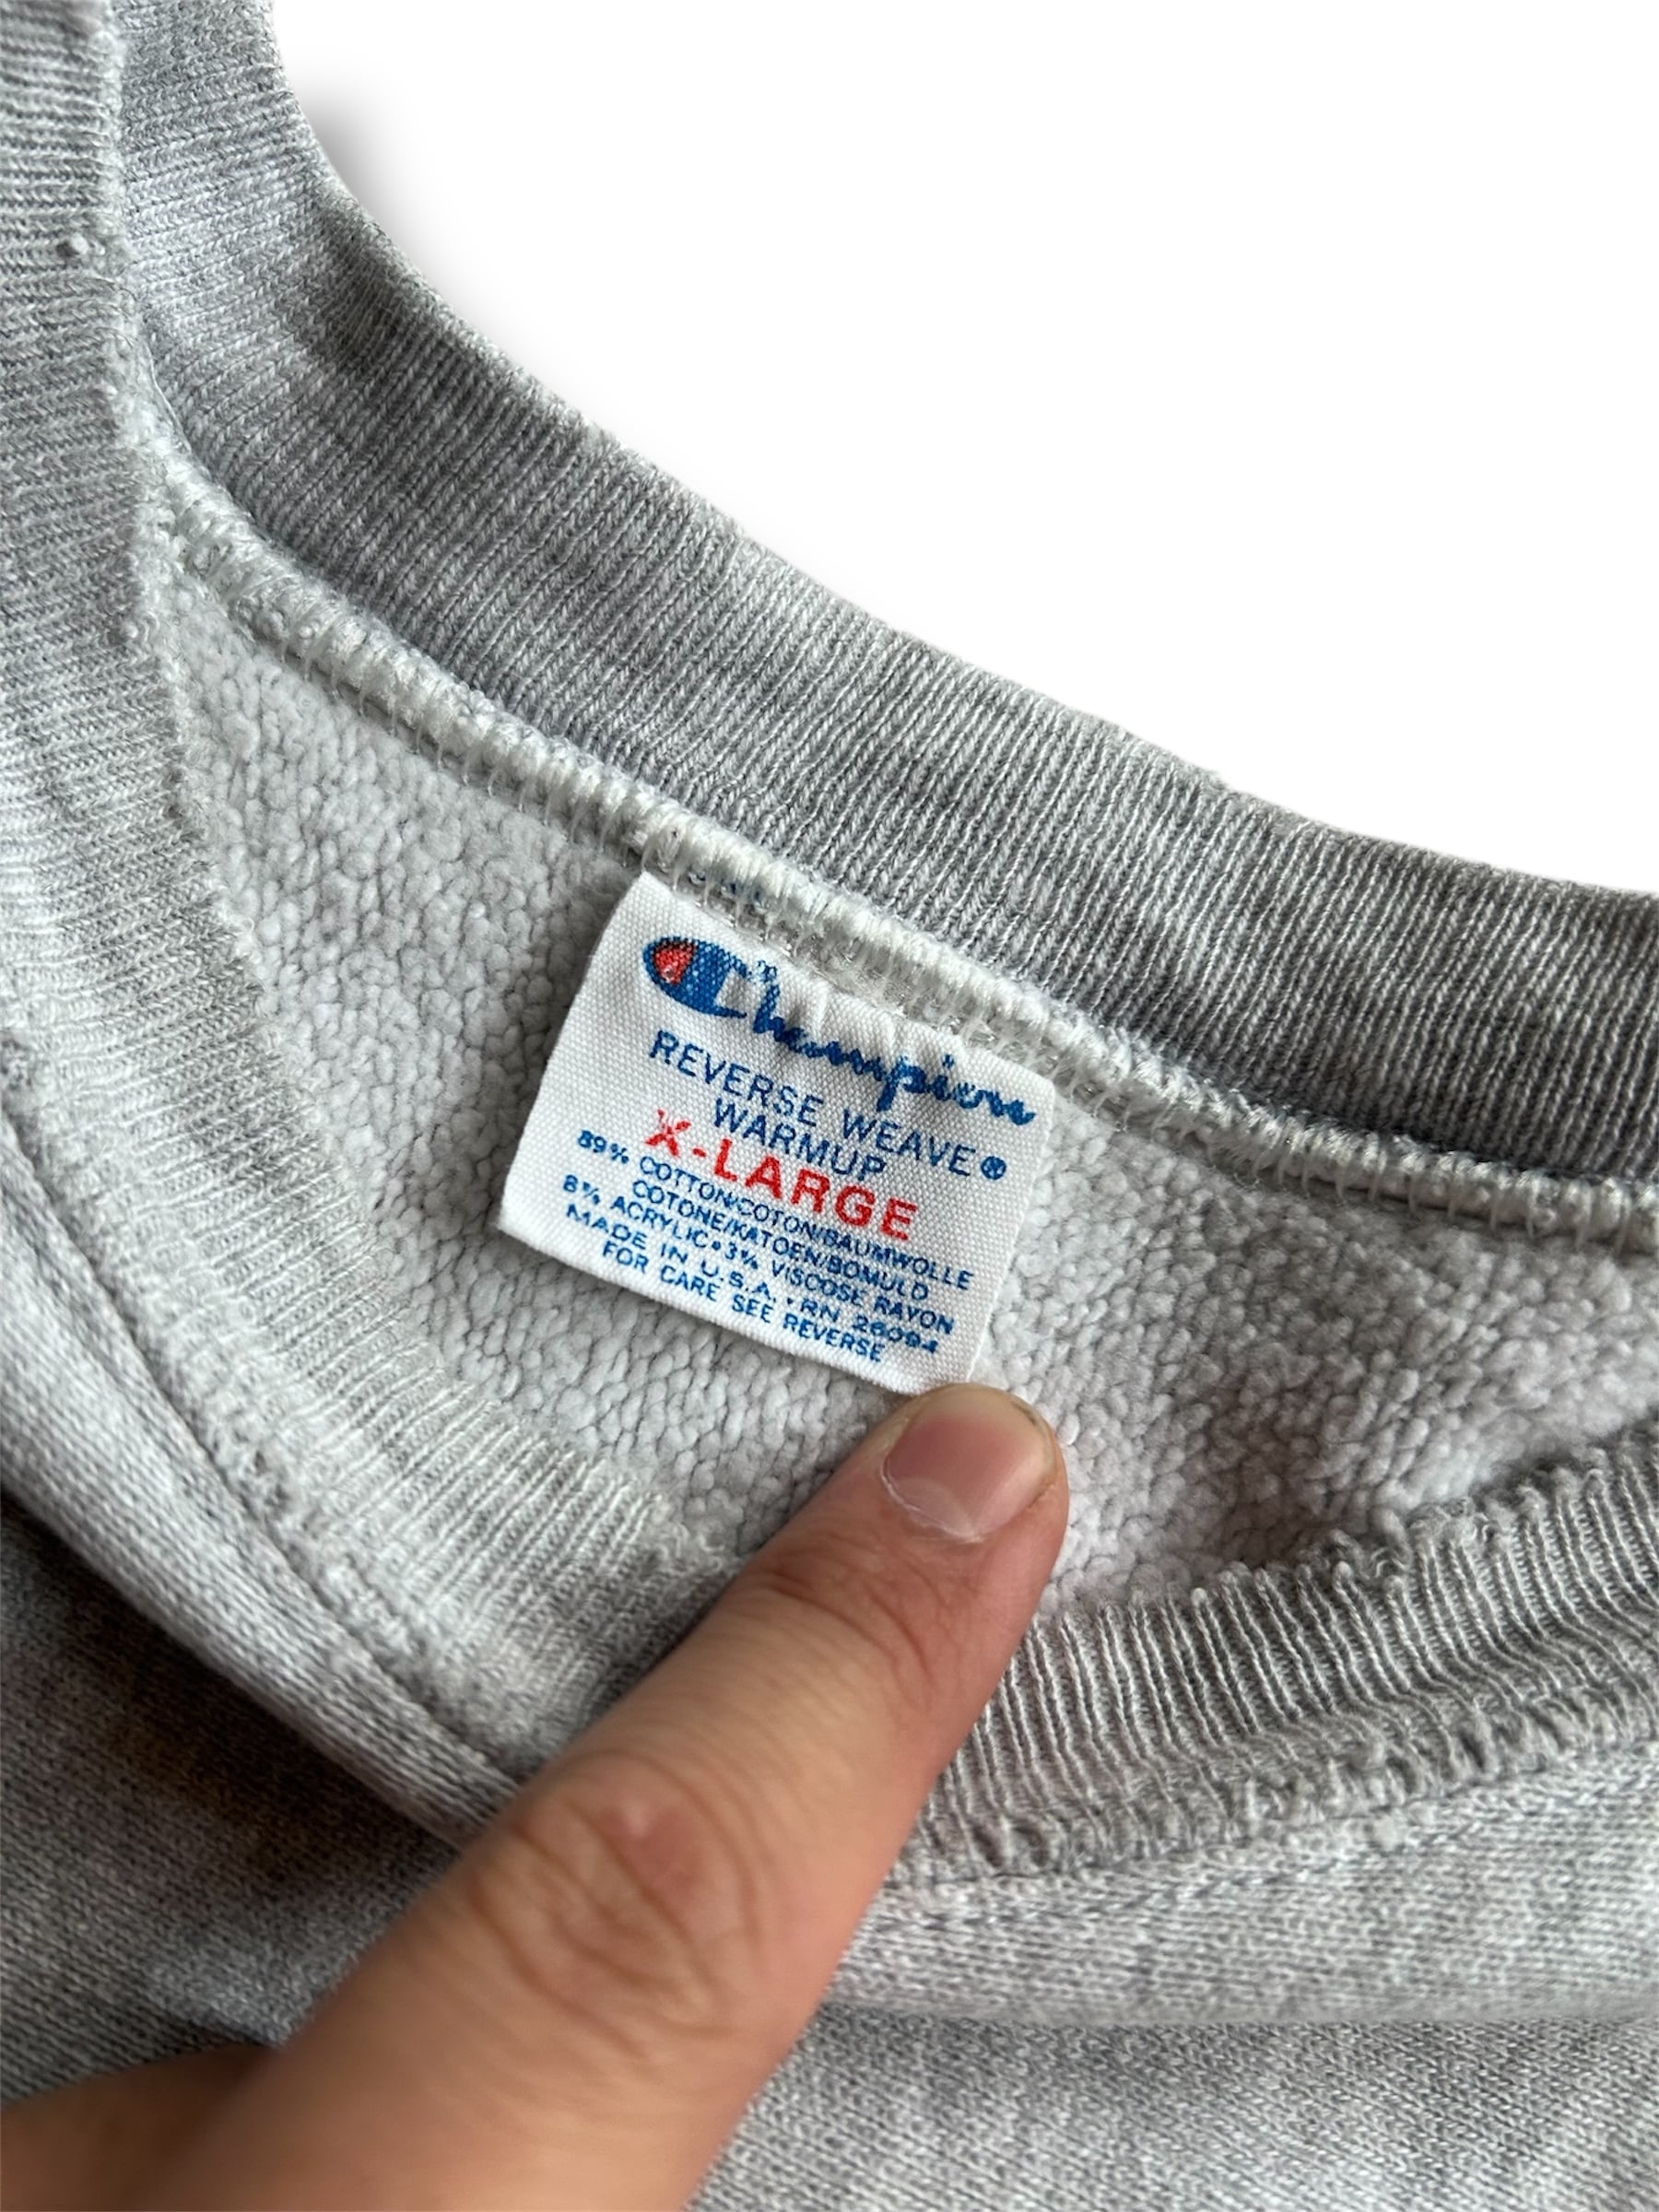 Champion
REVERSE WEAVE®
WARMUP
X-LARGE
89% COTTON/COTON/BAUMWOLLE
COTONE/KATOEN/BOMULD
8% ACRYLIC•3% VISCOSE RAYON
MADE IN U.S.A. • RN 26094
FOR CARE SEE REVERSE